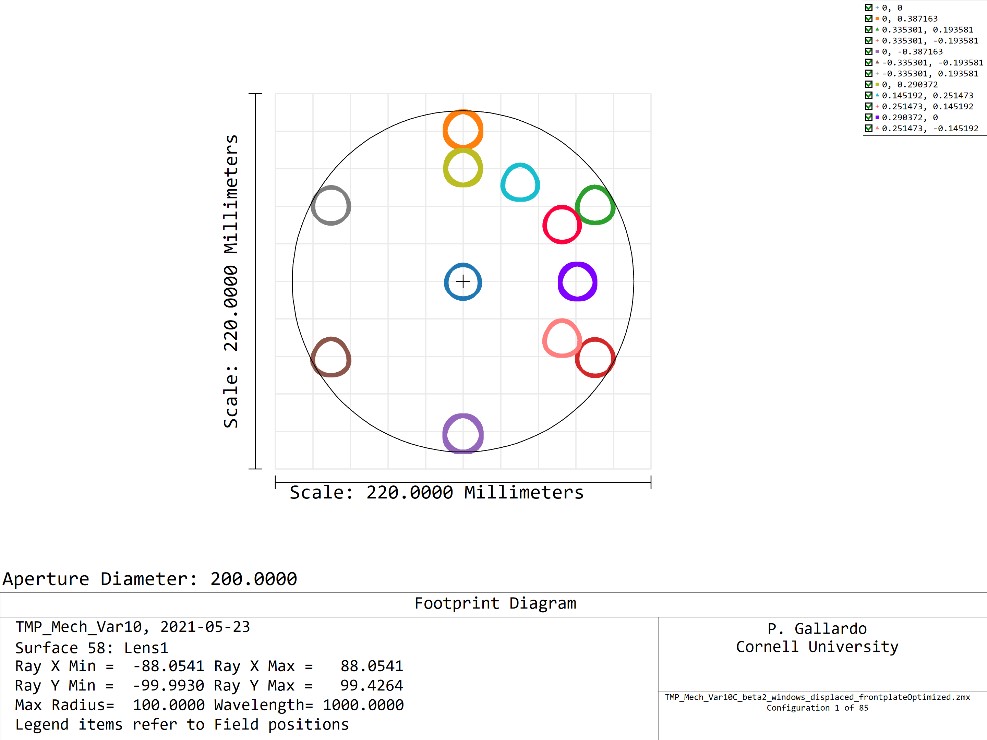 0, 0
0, 0.387163
0.335301, 0.193581
0.335301, -0.193581
0, -0.387163
-0.335301, -0.193581
-0.335301, 0.193581
0, 0.290372
0.145192, 0.251473
0.251473, 0.145192
0.290372, 0
0.251473, -0.145192
Scale: 220.0000 Millimeters
Scale: 220.0000 Millimeters
Aperture Diameter: 200.0000
Footprint Diagram
TMP_Mech_Var10, 2021-05-23
Surface 58: Lens1
Ray X Min = -88.0541 Ray X Max = 88.0541
Ray Y Min = -99.9930 Ray Y Max = 99.4264
Max Radius= 100.0000 Wavelength= 1000.0000
Legend items refer to Field positions
P. Gallardo
Cornell University
TMP_Mech_Var10C_beta2_windows_displaced_frontplateOptimized.zmx
Configuration 1 of 85